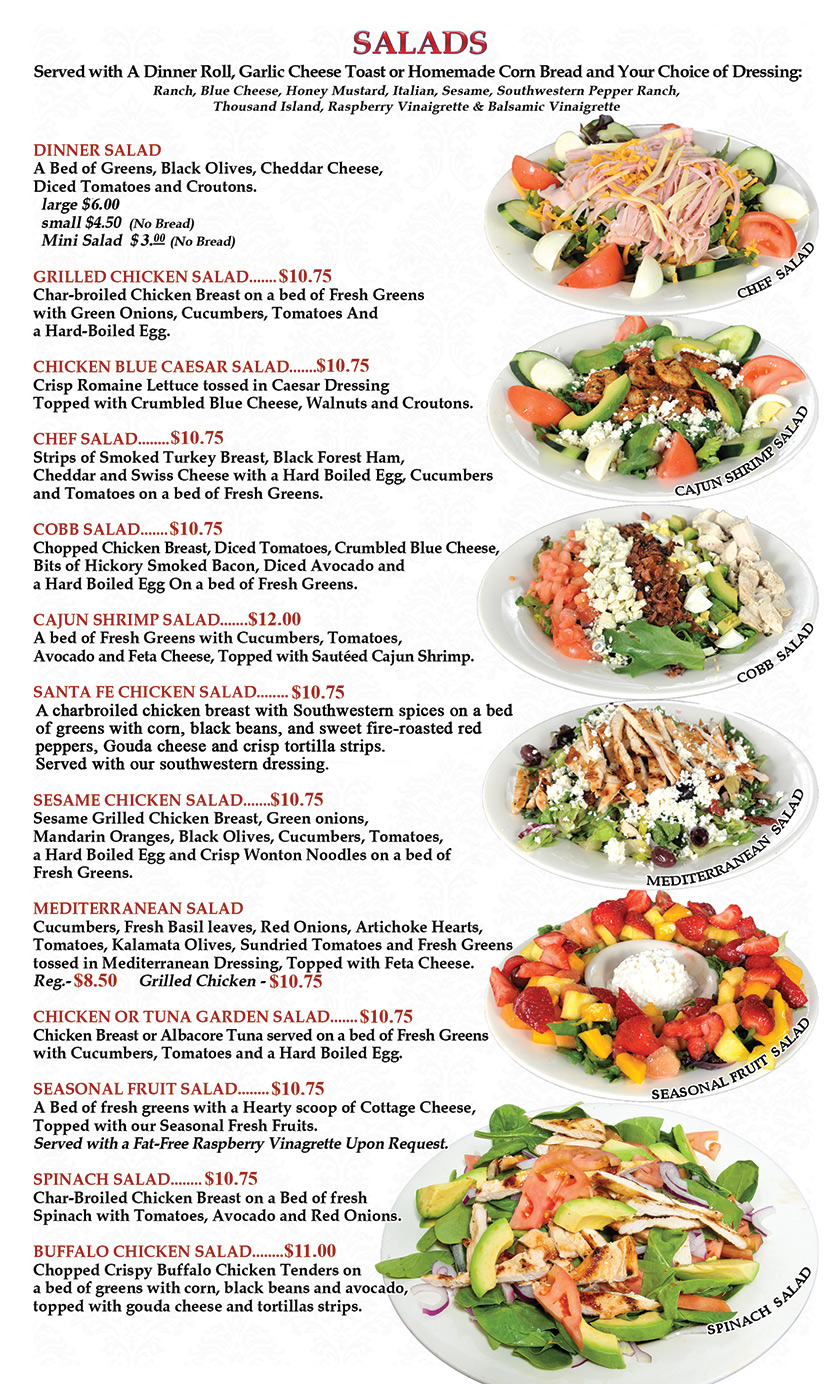 SALADS
Served with A Dinner Roll, Garlic Cheese Toast or Homemade Corn Bread and Your Choice of Dressing:
Ranch, Blue Cheese, Honey Mustard, Italian, Sesame, Southwestern Pepper Ranch,
Thousand Island, Raspberry Vinaigrette & Balsamic Vinaigrette
DINNER SALAD
A Bed of Greens, Black Olives, Cheddar Cheese,
Diced Tomatoes and Croutons.
large $6.00
small $4.50 (No Bread)
Mini Salad $3.00 (No Bread)
CHEF SALAD
GRILLED CHICKEN SALAD.......$10.75
Char-broiled Chicken Breast on a bed of Fresh Greens
with Green Onions, Cucumbers, Tomatoes And
a Hard-Boiled Egg.
CHICKEN BLUE CAESAR SALAD.......$10.75
Crisp Romaine Lettuce tossed in Caesar Dressing
Topped with Crumbled Blue Cheese, Walnuts and Croutons.
CHEF SALAD........$10.75
Strips of Smoked Turkey Breast, Black Forest Ham,
Cheddar and Swiss Cheese with a Hard Boiled Egg, Cucumbers
and Tomatoes on a bed of Fresh Greens.
CAJUN SHRIMP SALAD
COBB SALAD.......$10.75
Chopped Chicken Breast, Diced Tomatoes, Crumbled Blue Cheese,
Bits of Hickory Smoked Bacon, Diced Avocado and
a Hard Boiled Egg On a bed of Fresh Greens.
CAJUN SHRIMP SALAD.......$12.00
A bed of Fresh Greens with Cucumbers, Tomatoes,
Avocado and Feta Cheese, Topped with Sautéed Cajun Shrimp.
COBB SALAD
SANTA FE CHICKEN SALAD........ $10.75
A charbroiled chicken breast with Southwestern spices on a bed
of greens with corn, black beans, and sweet fire-roasted red
peppers, Gouda cheese and crisp tortilla strips.
Served with our southwestern dressing.
SESAME CHICKEN SALAD.......$10.75
Sesame Grilled Chicken Breast, Green onions,
Mandarin Oranges, Black Olives, Cucumbers, Tomatoes,
a Hard Boiled Egg and Crisp Wonton Noodles on a bed of
Fresh Greens.
MEDITERRANEAN SALAD
MEDITERRANEAN SALAD
Cucumbers, Fresh Basil leaves, Red Onions, Artichoke Hearts,
Tomatoes, Kalamata Olives, Sundried Tomatoes and Fresh Greens
tossed in Mediterranean Dressing, Topped with Feta Cheese.
Reg.- $8.50 Grilled Chicken - $10.75
CHICKEN OR TUNA GARDEN SALAD.......$10.75
Chicken Breast or Albacore Tuna served on a bed of Fresh Greens
with Cucumbers, Tomatoes and a Hard Boiled Egg.
SEASONAL FRUIT SALAD
SEASONAL FRUIT SALAD........$10.75
A Bed of fresh greens with a Hearty scoop of Cottage Cheese,
Topped with our Seasonal Fresh Fruits.
Served with a Fat-Free Raspberry Vinagrette Upon Request.
SPINACH SALAD........ $10.75
Char-Broiled Chicken Breast on a Bed of fresh
Spinach with Tomatoes, Avocado and Red Onions.
BUFFALO CHICKEN SALAD........$11.00
Chopped Crispy Buffalo Chicken Tenders on
a bed of greens with corn, black beans and avocado,
topped with gouda cheese and tortillas strips.
SPINACH SALAD